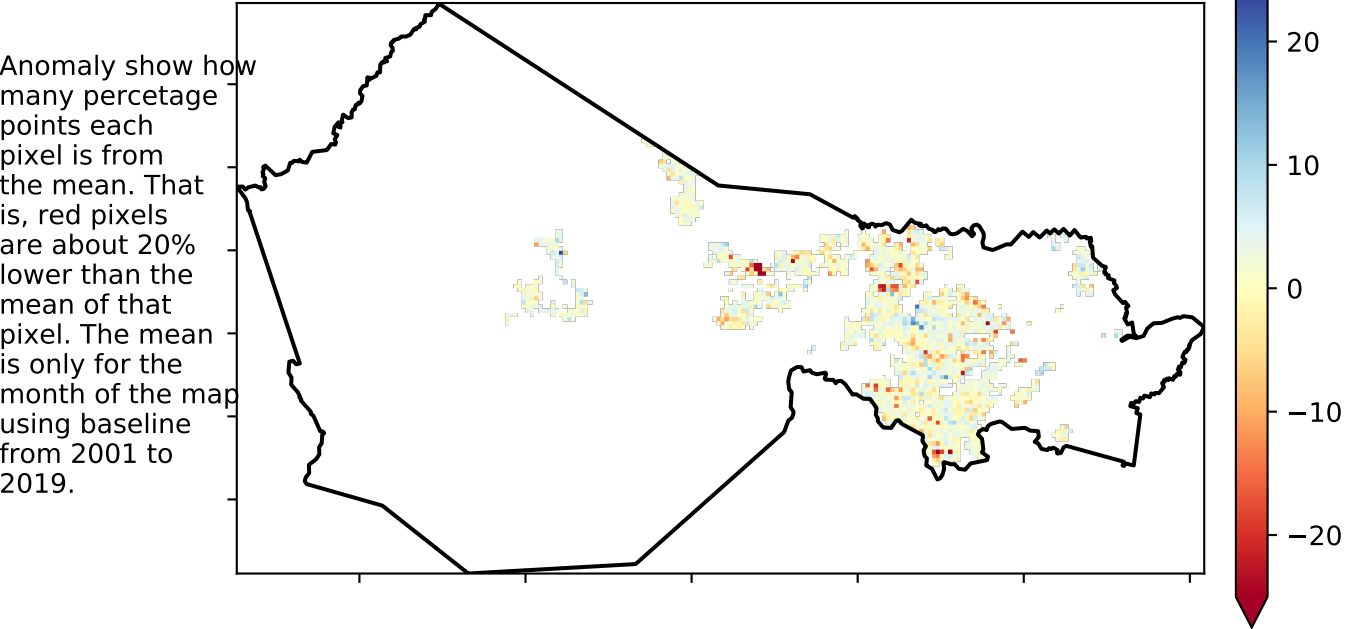 Anomaly show how
many percetage
points each
pixel is from
the mean. That
is, red pixels
are about 20%
lower than the
mean of that
pixel. The mean
is only for the
month of the map
using baseline
from 2001 to
2019.
20
10
0
−10
−20